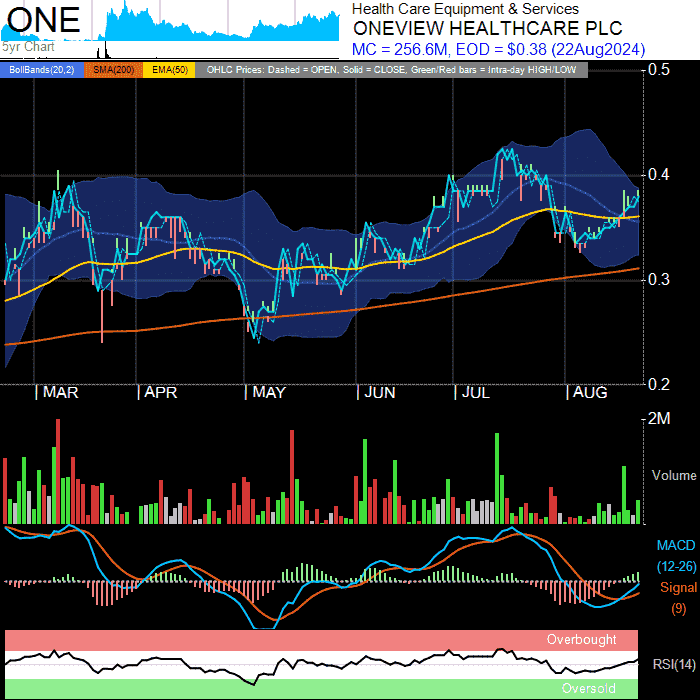 ONE
Health Care Equipment & Services
ONEVIEW HEALTHCARE PLC
5yr Chart
MC = 256.6M, EOD = $0.38 (22Aug2024)
BollBands(20,2) SMA(200) EMA(50) OHLC Prices: Dashed = OPEN, Solid = CLOSE, Green/Red bars = Intra-day HIGH/LOW
0.5
0.4
0.3
0.2
MAR APR MAY JUN JUL AUG
2M
Volume
MACD
(12-26)
Signal
(9)
Overbought
RSI(14)
Oversold